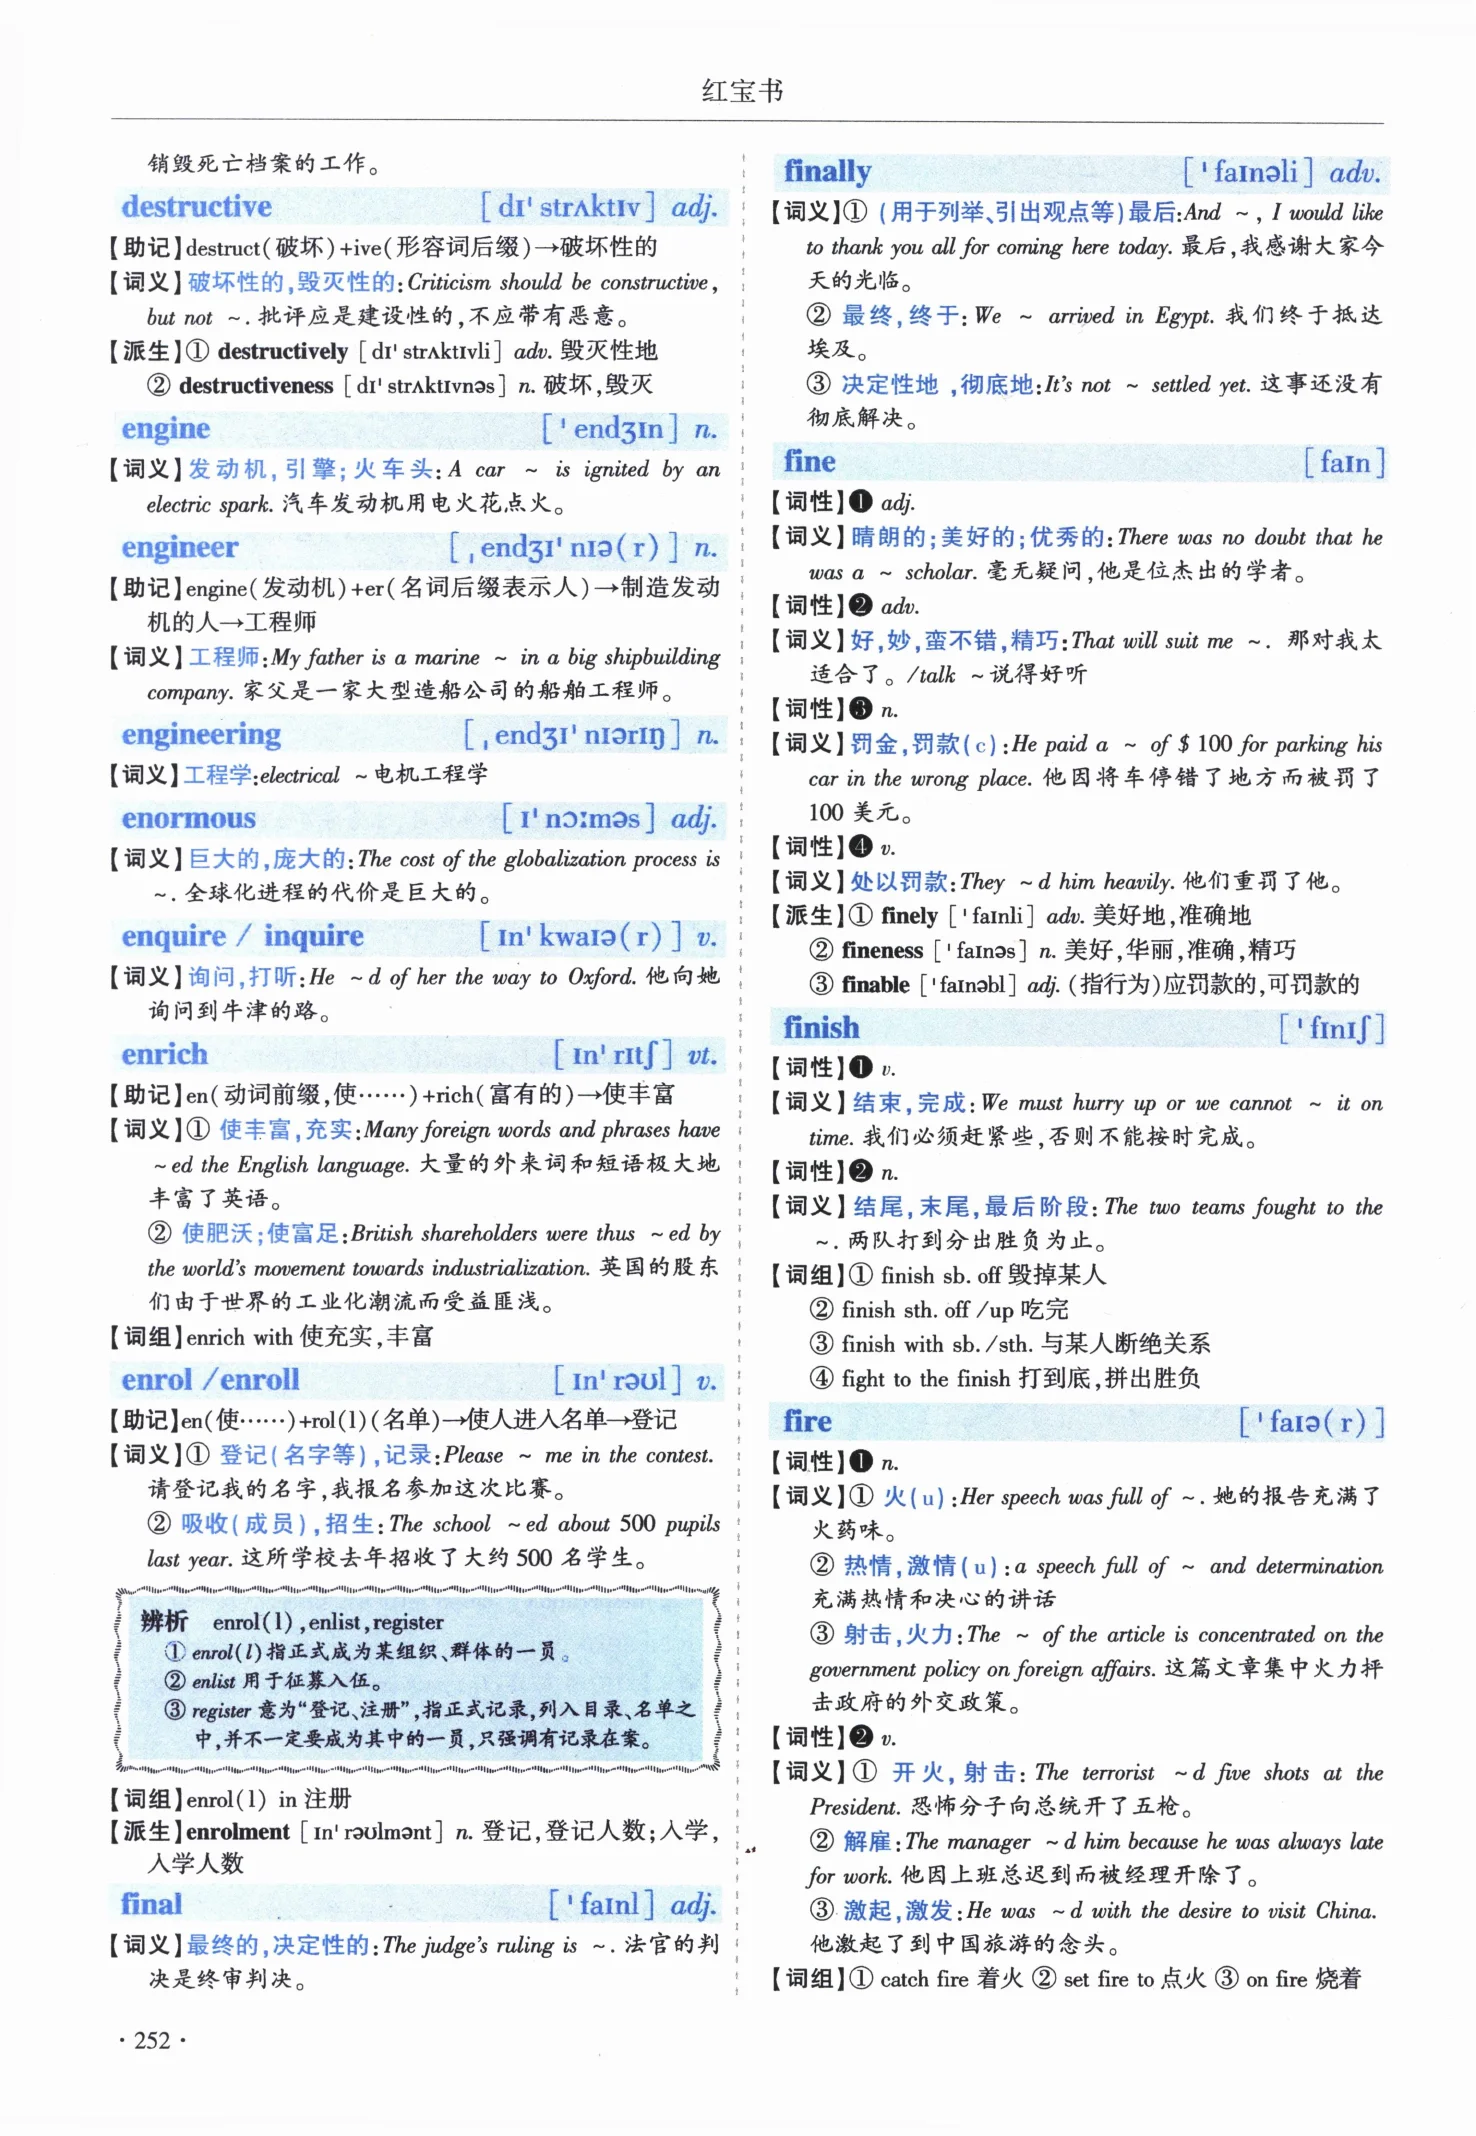 红宝书
销毁死亡档案的工作。
destructive [dɪˈstrʌktɪv] adj.
【助记】destruct(破坏)+ive(形容词后缀)→破坏性的
【词义】破坏性的,毁灭性的:Criticism should be constructive,
but not ~. 批评应是建设性的,不应带有恶意。
【派生】① destructively [dɪˈstrʌktɪvli] adv. 毁灭性地
② destructiveness [dɪˈstrʌktɪvnəs] n. 破坏,毁灭
engine [ˈendʒɪn] n.
【词义】发动机,引擎;火车头:A car ~ is ignited by an
electric spark. 汽车发动机用电火花点火。
engineer [ˌendʒɪˈnɪə(r)] n.
【助记】engine(发动机)+er(名词后缀表示人)→制造发动
机的人→工程师
【词义】工程师:My father is a marine ~ in a big shipbuilding
company. 家父是一家大型造船公司的船舶工程师。
engineering [ˌendʒɪˈnɪərɪŋ] n.
【词义】工程学:electrical ~电机工程学
enormous [ɪˈnɔːməs] adj.
【词义】巨大的,庞大的:The cost of the globalization process is
~. 全球化进程的代价是巨大的。
enquire / inquire [ɪnˈkwaɪə(r)] v.
【词义】询问,打听:He ~d of her the way to Oxford. 他向她
询问到牛津的路。
enrich [ɪnˈrɪtʃ] vt.
【助记】en(动词前缀,使……)+rich(富有的)→使丰富
【词义】① 使丰富,充实:Many foreign words and phrases have
~ed the English language. 大量的外来词和短语极大地
丰富了英语。
② 使肥沃;使富足:British shareholders were thus ~ed by
the world's movement towards industrialization. 英国的股东
们由于世界的工业化潮流而受益匪浅。
【词组】enrich with 使充实,丰富
enrol /enroll [ɪnˈrəʊl] v.
【助记】en(使……)+rol(l)(名单)→使人进入名单→登记
【词义】① 登记(名字等),记录:Please ~ me in the contest.
请登记我的名字,我报名参加这次比赛。
② 吸收(成员),招生:The school ~ed about 500 pupils
last year. 这所学校去年招收了大约 500 名学生。
辨析 enrol(l),enlist,register
① enrol(l)指正式成为某组织、群体的一员。
② enlist 用于征募入伍。
③ register 意为“登记、注册”,指正式记录,列入目录、名单之
中,并不一定要成为其中的一员,只强调有记录在案。
【词组】enrol(l) in 注册
【派生】enrolment [ɪnˈrəʊlmənt] n. 登记,登记人数;入学,
入学人数
final [ˈfaɪnl] adj.
【词义】最终的,决定性的:The judge's ruling is ~. 法官的判
决是终审判决。
· 252 ·
finally [ˈfaɪnəli] adv.
【词义】① (用于列举、引出观点等)最后:And ~, I would like
to thank you all for coming here today. 最后,我感谢大家今
天的光临。
② 最终,终于:We ~ arrived in Egypt. 我们终于抵达
埃及。
③ 决定性地 ,彻底地:It's not ~ settled yet. 这事还没有
彻底解决。
fine [faɪn]
【词性】❶ adj.
【词义】晴朗的;美好的;优秀的:There was no doubt that he
was a ~ scholar. 毫无疑问,他是位杰出的学者。
【词性】❷ adv.
【词义】好,妙,蛮不错,精巧:That will suit me ~. 那对我太
适合了。/talk ~说得好听
【词性】❸ n.
【词义】罚金,罚款(c):He paid a ~ of $100 for parking his
car in the wrong place. 他因将车停错了地方而被罚了
100 美元。
【词性】❹ v.
【词义】处以罚款:They ~d him heavily. 他们重罚了他。
【派生】① finely [ˈfaɪnli] adv. 美好地,准确地
② fineness [ˈfaɪnəs] n. 美好,华丽,准确,精巧
③ finable [ˈfaɪnəbl] adj. (指行为)应罚款的,可罚款的
finish [ˈfɪnɪʃ]
【词性】❶ v.
【词义】结束,完成:We must hurry up or we cannot ~ it on
time. 我们必须赶紧些,否则不能按时完成。
【词性】❷ n.
【词义】结尾,末尾,最后阶段:The two teams fought to the
~. 两队打到分出胜负为止。
【词组】① finish sb. off 毁掉某人
② finish sth. off /up 吃完
③ finish with sb. /sth. 与某人断绝关系
④ fight to the finish 打到底,拼出胜负
fire [ˈfaɪə(r)]
【词性】❶ n.
【词义】① 火(u):Her speech was full of ~. 她的报告充满了
火药味。
② 热情,激情(u):a speech full of ~ and determination
充满热情和决心的讲话
③ 射击,火力:The ~ of the article is concentrated on the
government policy on foreign affairs. 这篇文章集中火力抨
击政府的外交政策。
【词性】❷ v.
【词义】① 开火,射击:The terrorist ~d five shots at the
President. 恐怖分子向总统开了五枪。
② 解雇:The manager ~d him because he was always late
for work. 他因上班总迟到而被经理开除了。
③ 激起,激发:He was ~d with the desire to visit China.
他激起了到中国旅游的念头。
【词组】① catch fire 着火 ② set fire to 点火 ③ on fire 烧着